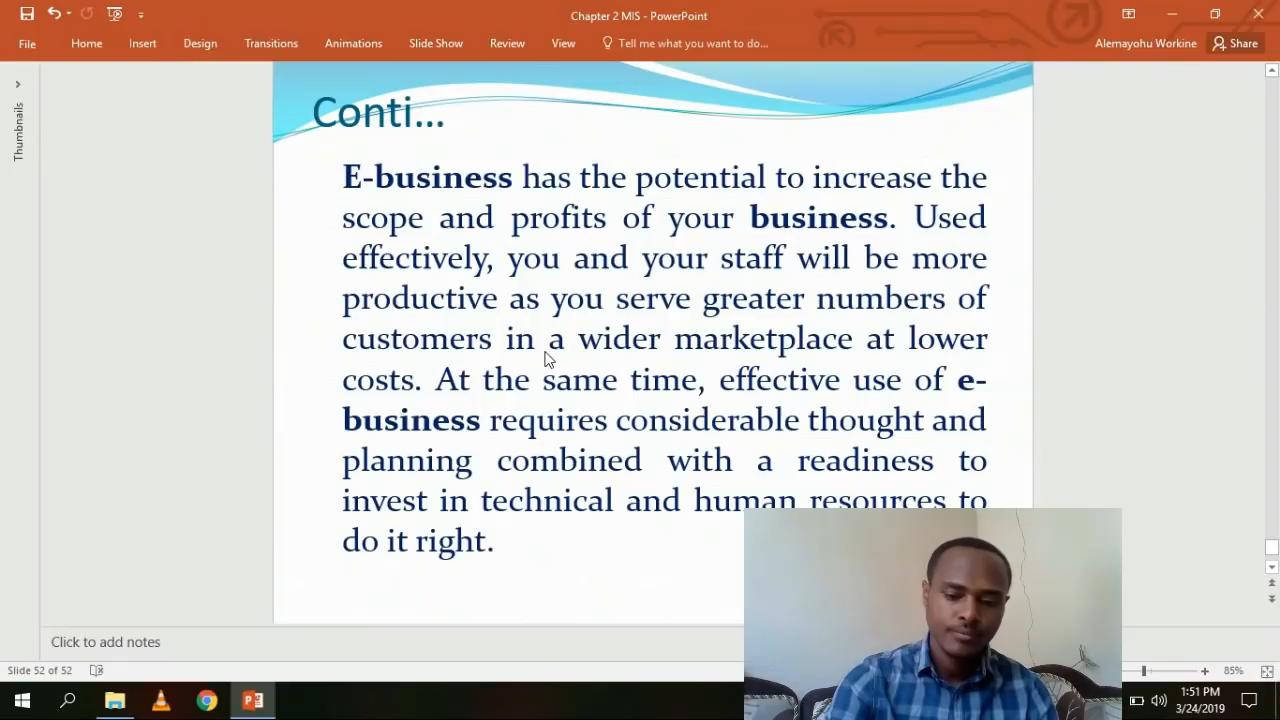 Chapter 2 MIS - PowerPoint
File Home Insert Design Transitions Animations Slide Show Review View Tell me what you want to do... Alemayohu Workine Share
Thumbnails
Conti...
E-business has the potential to increase the
scope and profits of your business. Used
effectively, you and your staff will be more
productive as you serve greater numbers of
customers in a wider marketplace at lower
costs. At the same time, effective use of e-
business requires considerable thought and
planning combined with a readiness to
invest in technical and human resources to
do it right.
Click to add notes
Slide 52 of 52 85%
1:51 PM
3/24/2019